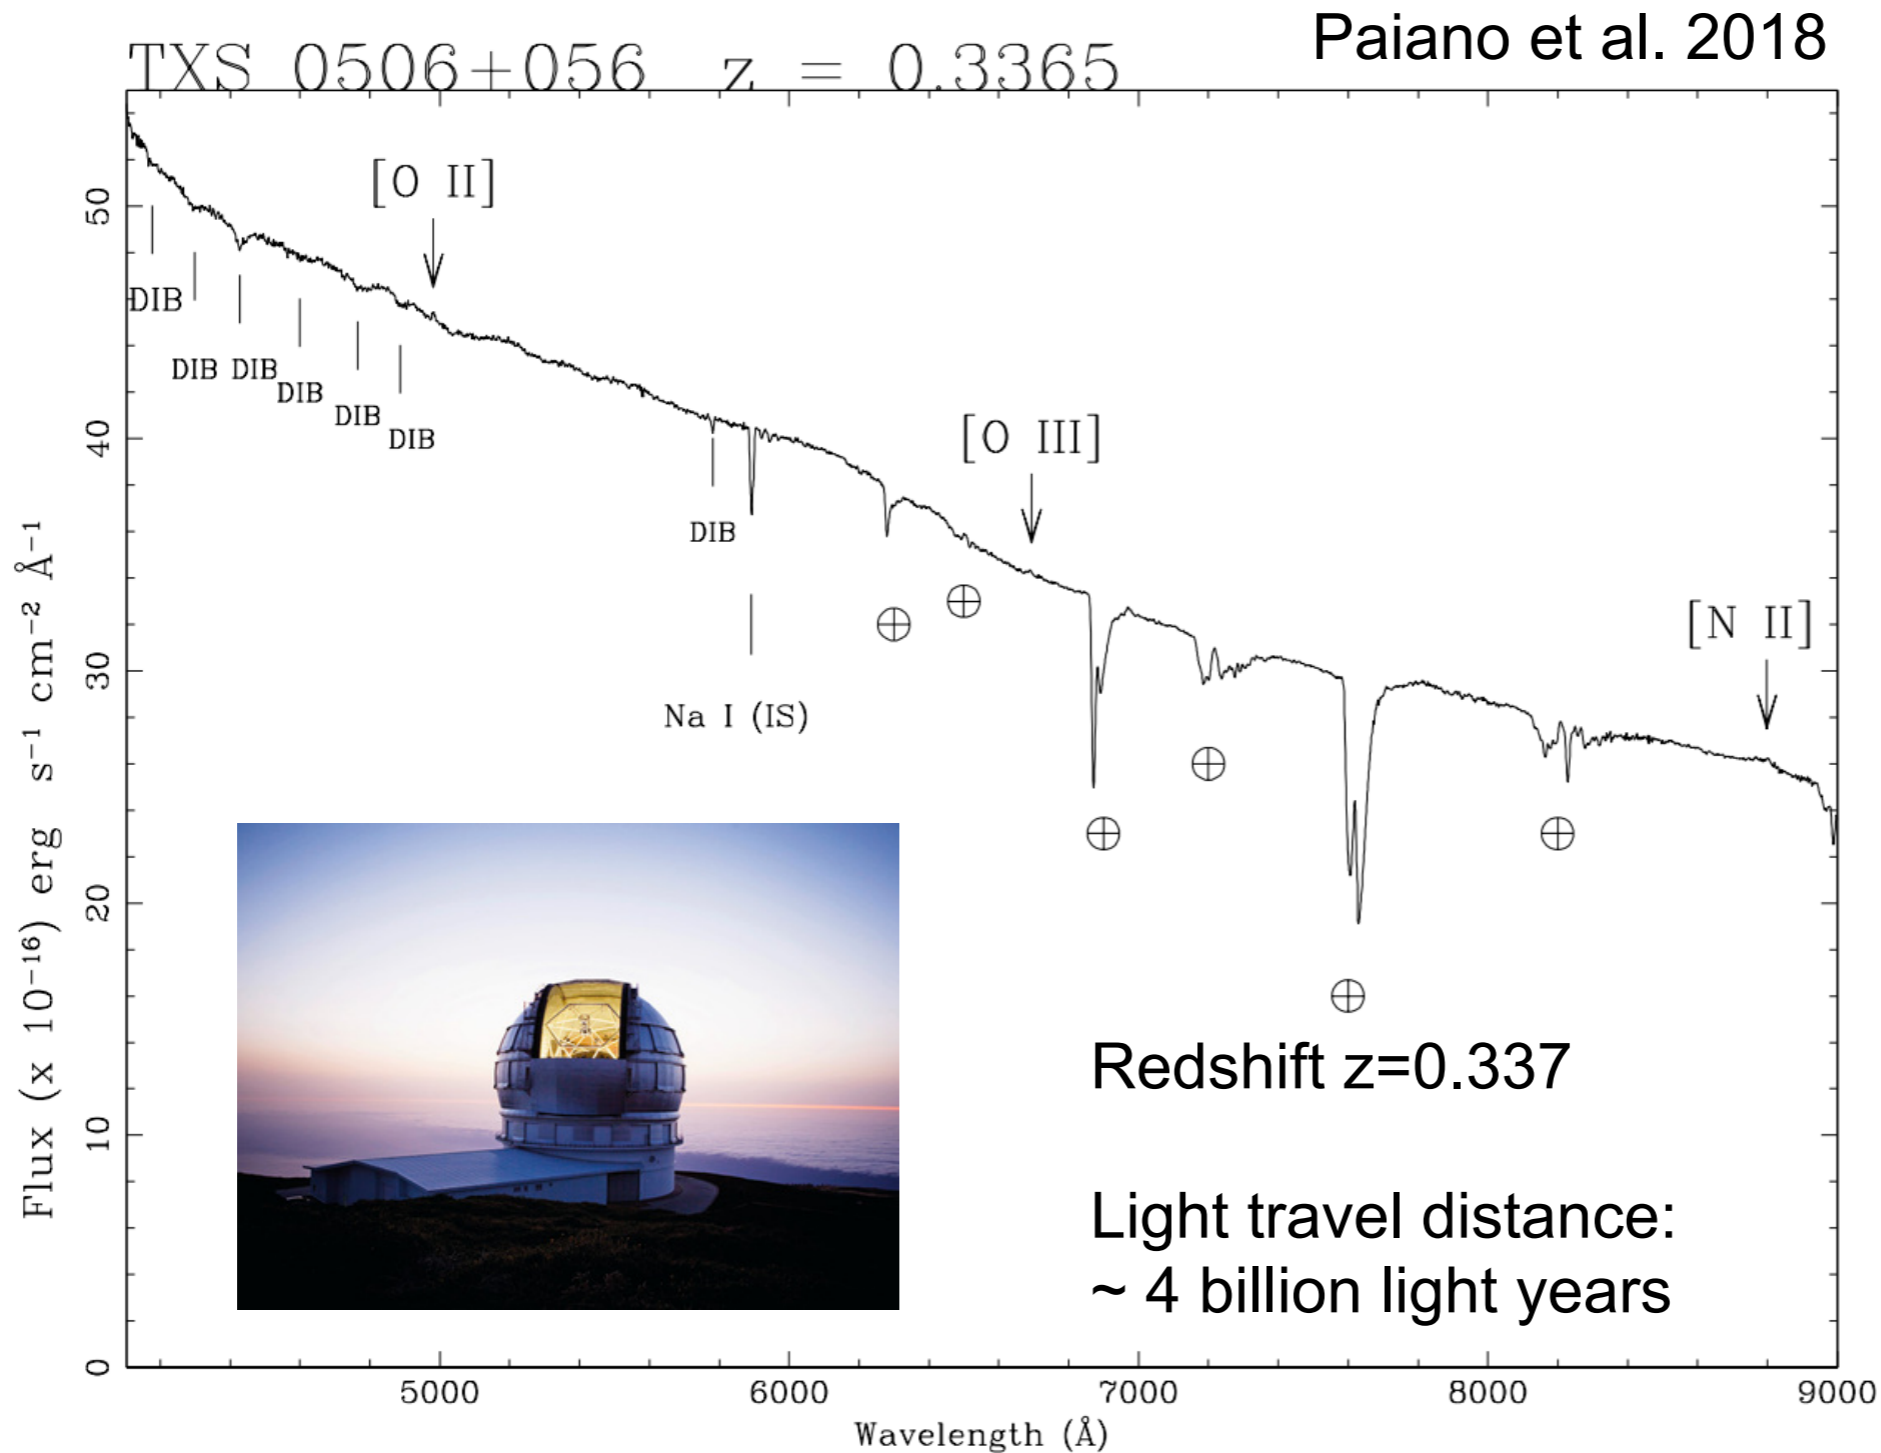 Paiano et al. 2018
TXS 0506+056 z = 0.3365
[O II]
50
DIB
DIB DIB
DIB
DIB
DIB
40
[O III]
DIB
[N II]
30
Na I (IS)
20
Redshift z=0.337
10
Light travel distance:
~ 4 billion light years
0
Flux (x 10⁻¹⁶) erg s⁻¹ cm⁻² Å⁻¹
5000 6000 7000 8000 9000
Wavelength (Å)